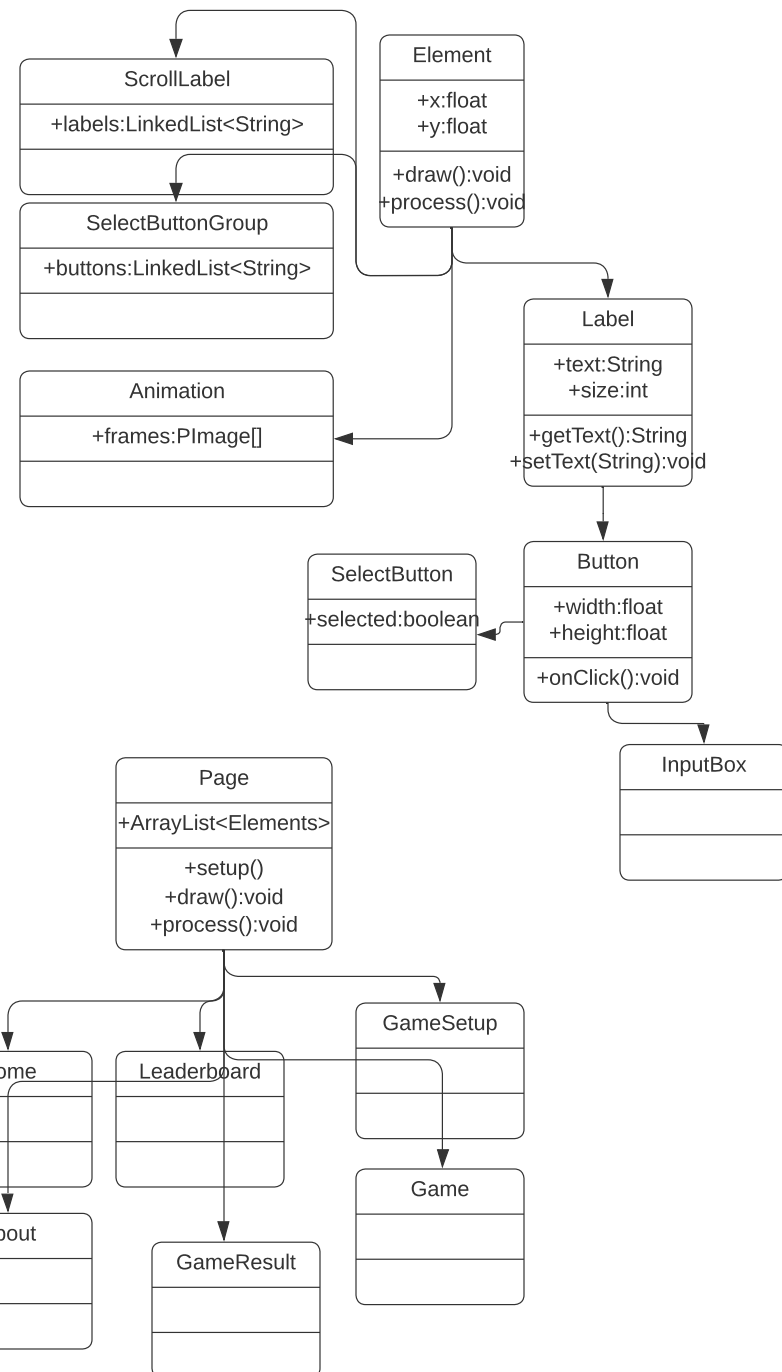 Element
+x:float
+y:float
+draw():void
+process():void
ScrollLabel
+labels:LinkedList<String>
SelectButtonGroup
+buttons:LinkedList<String>
Animation
+frames:PImage[]
Label
+text:String
+size:int
+getText():String
+setText(String):void
Button
+width:float
+height:float
+onClick():void
SelectButton
+selected:boolean
InputBox
Page
+ArrayList<Elements>
+setup()
+draw():void
+process():void
GameSetup
ome
Leaderboard
Game
bout
GameResult